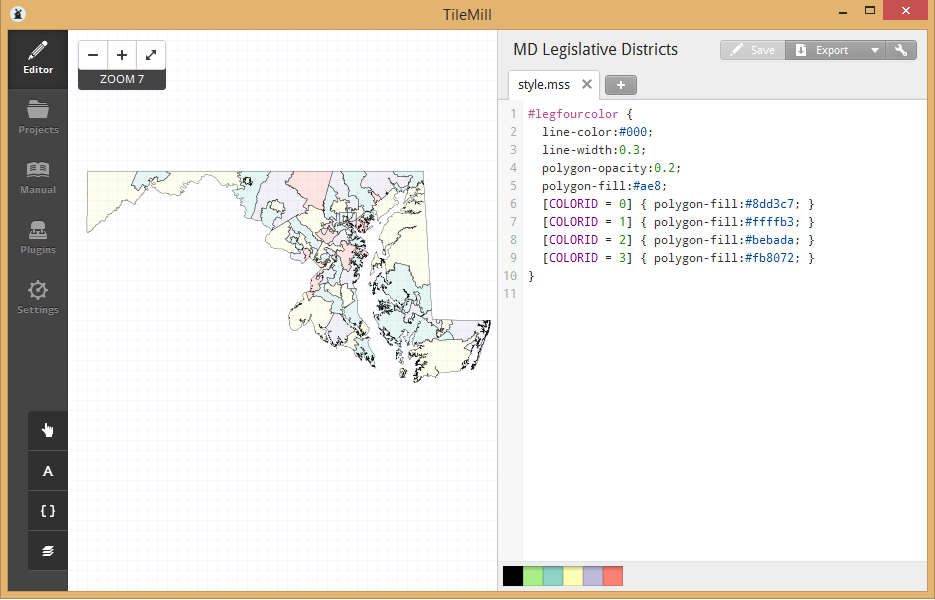 TileMill
Editor
Projects
Manual
Plugins
Settings
A
{ }
ZOOM 7
MD Legislative Districts
Save
Export
style.mss
1 #legfourcolor {
2 line-color:#000;
3 line-width:0.3;
4 polygon-opacity:0.2;
5 polygon-fill:#ae8;
6 [COLORID = 0] { polygon-fill:#8dd3c7; }
7 [COLORID = 1] { polygon-fill:#ffffb3; }
8 [COLORID = 2] { polygon-fill:#bebada; }
9 [COLORID = 3] { polygon-fill:#fb8072; }
10 }
11